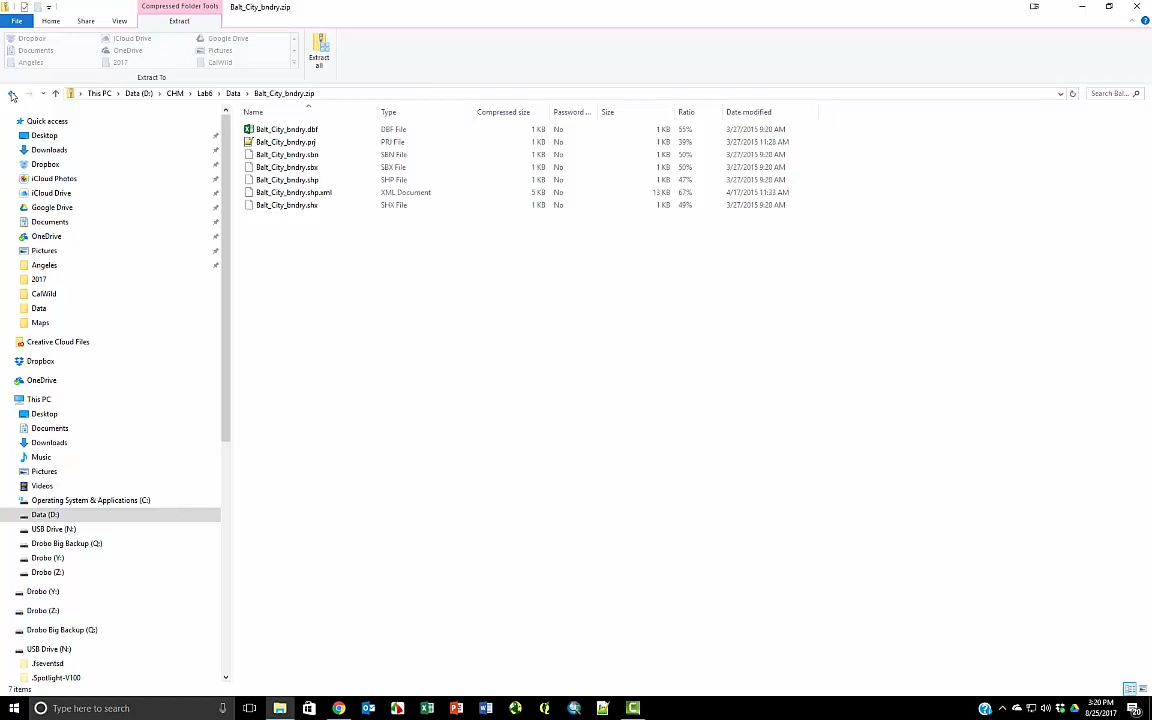 Compressed Folder Tools
Balt_City_bndry.zip
File
Home
Share
View
Extract
Dropbox
iCloud Drive
Google Drive
Documents
OneDrive
Pictures
Angeles
2017
CalWild
Extract all
Extract To
This PC > Data (D:) > CHM > Lab6 > Data > Balt_City_bndry.zip
Search Bal...
Name Type Compressed size Password ... Size Ratio Date modified
Balt_City_bndry.dbf DBF File 1 KB No 1 KB 55% 3/27/2015 9:20 AM
Balt_City_bndry.prj PRJ File 1 KB No 1 KB 39% 3/27/2015 11:28 AM
Balt_City_bndry.sbn SBN File 1 KB No 1 KB 50% 3/27/2015 9:20 AM
Balt_City_bndry.sbx SBX File 1 KB No 1 KB 50% 3/27/2015 9:20 AM
Balt_City_bndry.shp SHP File 1 KB No 1 KB 47% 3/27/2015 9:20 AM
Balt_City_bndry.shp.xml XML Document 5 KB No 13 KB 67% 4/17/2015 11:33 AM
Balt_City_bndry.shx SHX File 1 KB No 1 KB 49% 3/27/2015 9:20 AM
Quick access
Desktop
Downloads
Dropbox
iCloud Photos
iCloud Drive
Google Drive
Documents
OneDrive
Pictures
Angeles
2017
CalWild
Data
Maps
Creative Cloud Files
Dropbox
OneDrive
This PC
Desktop
Documents
Downloads
Music
Pictures
Videos
Operating System & Applications (C:)
Data (D:)
USB Drive (N:)
Drobo Big Backup (Q:)
Drobo (Y:)
Drobo (Z:)
Drobo (Y:)
Drobo (Z:)
Drobo Big Backup (Q:)
USB Drive (N:)
.fseventsd
.Spotlight-V100
7 items
Type here to search
3:20 PM
8/25/2017
20